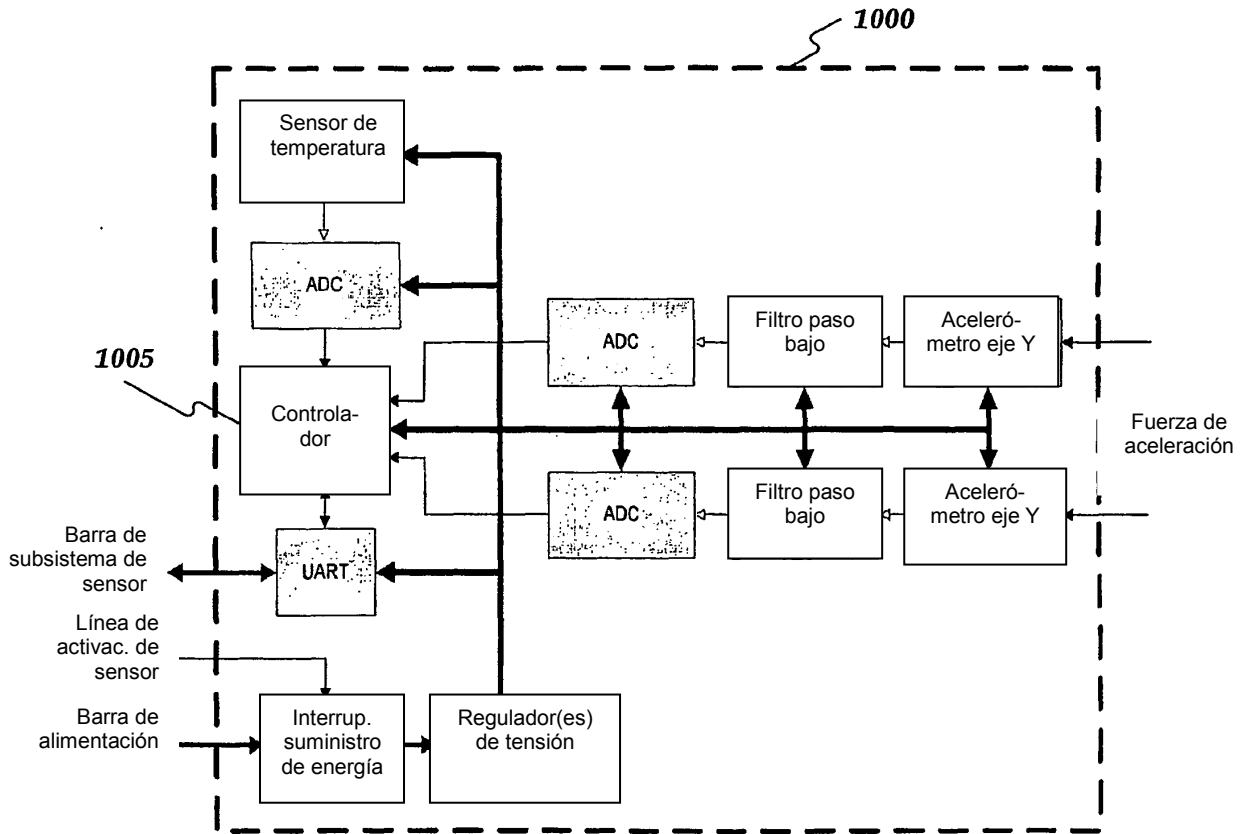 1000
Sensor de
temperatura
ADC
1005
Controla-
dor
ADC
Filtro paso
bajo
Aceleró-
metro eje Y
Fuerza de
aceleración
ADC
Filtro paso
bajo
Aceleró-
metro eje Y
Barra de
subsistema de
sensor
UART
Línea de
activac. de
sensor
Barra de
alimentación
Interrup.
suministro
de energía
Regulador(es)
de tensión